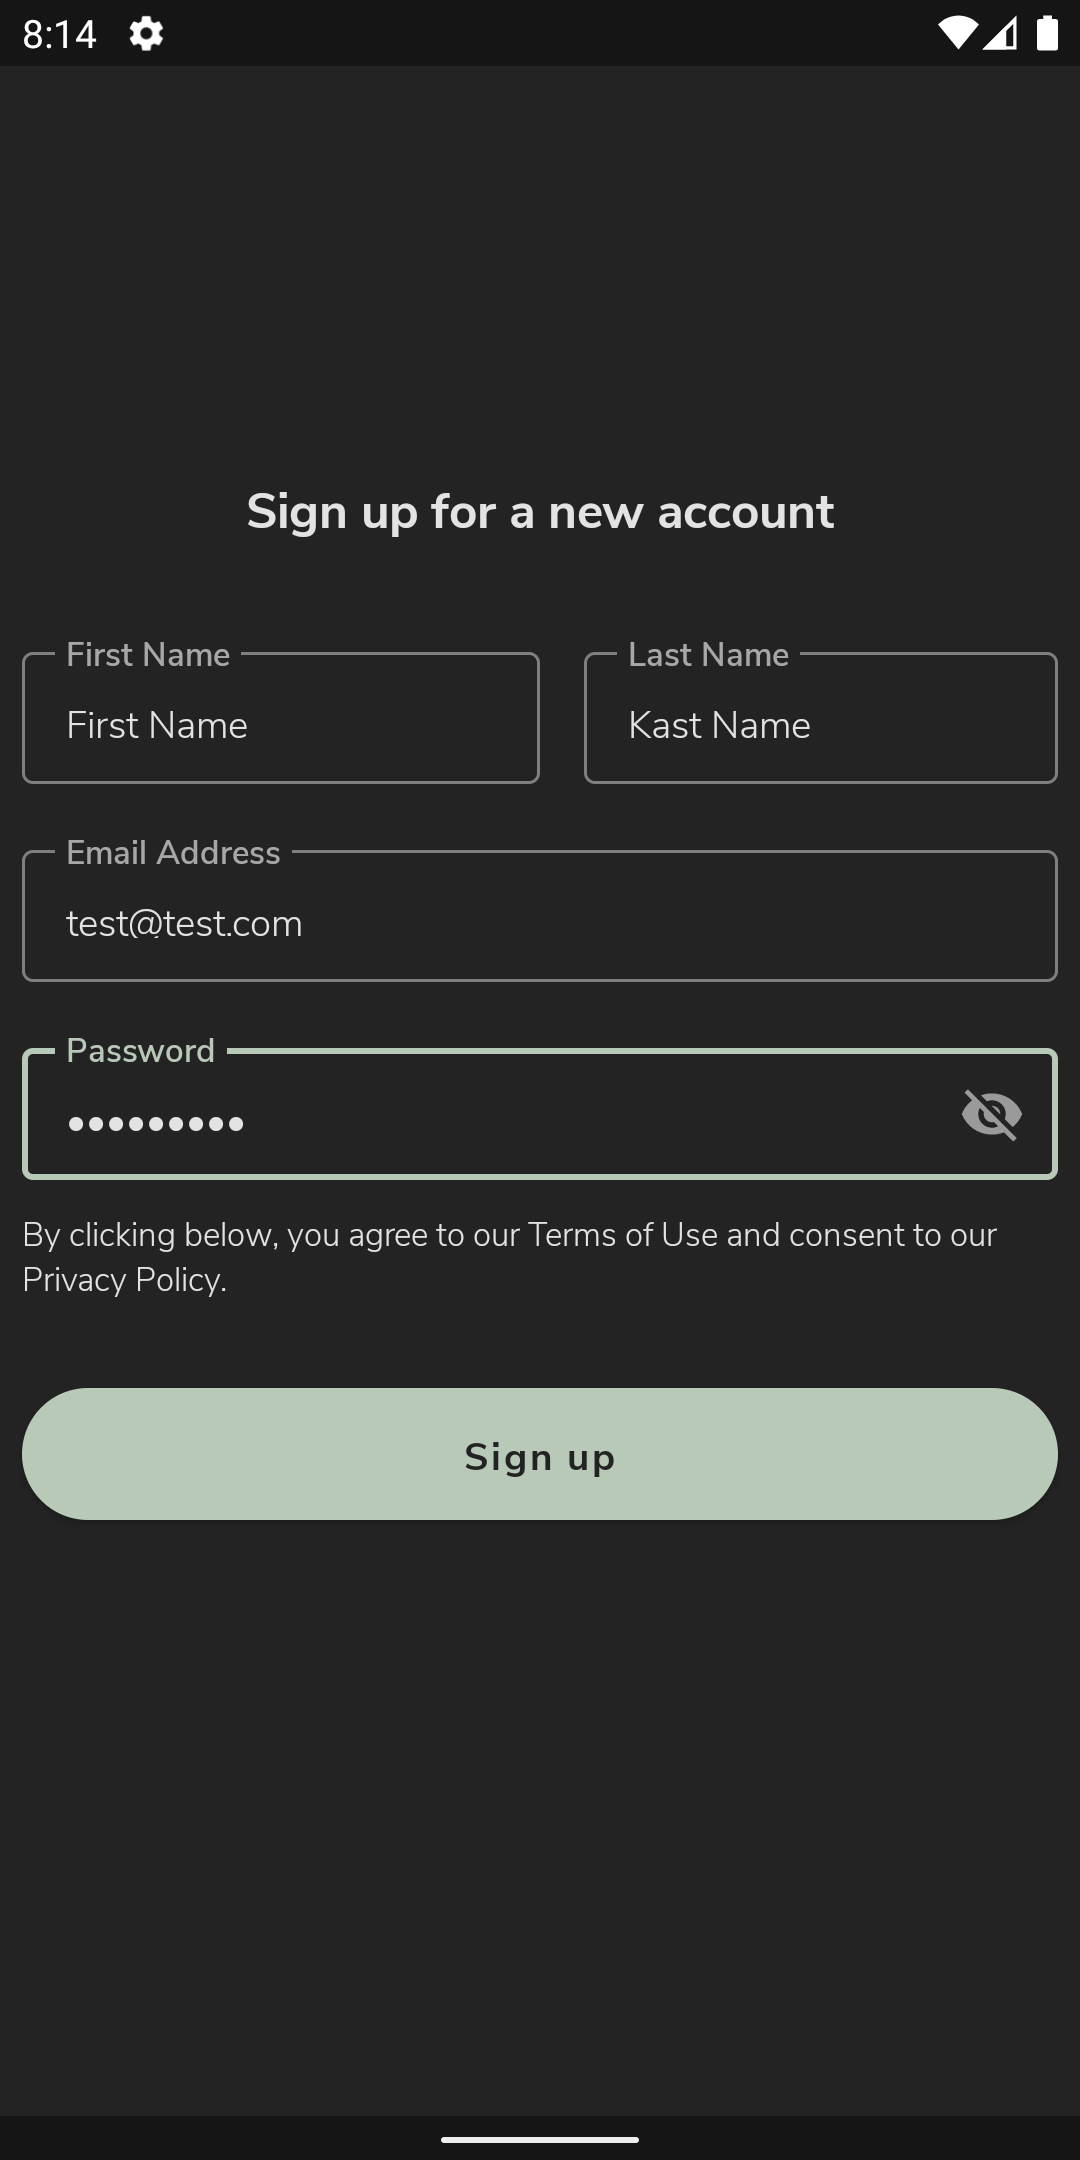 8:14
Sign up for a new account
First Name
Last Name
First Name
Kast Name
Email Address
test@test.com
Password
•••••••••
By clicking below, you agree to our Terms of Use and consent to our
Privacy Policy.
Sign up